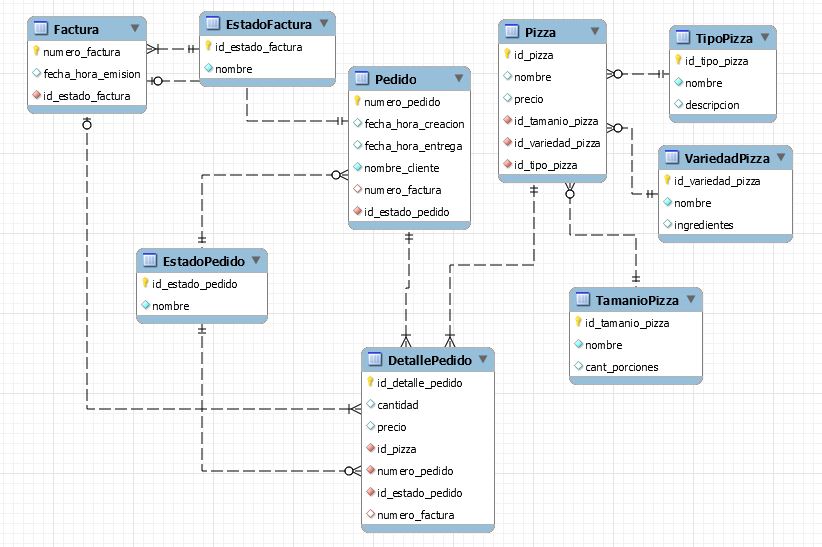 Factura
numero_factura
fecha_hora_emision
id_estado_factura
EstadoFactura
id_estado_factura
nombre
Pedido
numero_pedido
fecha_hora_creacion
fecha_hora_entrega
nombre_cliente
numero_factura
id_estado_pedido
Pizza
id_pizza
nombre
precio
id_tamanio_pizza
id_variedad_pizza
id_tipo_pizza
TipoPizza
id_tipo_pizza
nombre
descripcion
VariedadPizza
id_variedad_pizza
nombre
ingredientes
EstadoPedido
id_estado_pedido
nombre
TamanioPizza
id_tamanio_pizza
nombre
cant_porciones
DetallePedido
id_detalle_pedido
cantidad
precio
id_pizza
numero_pedido
id_estado_pedido
numero_factura